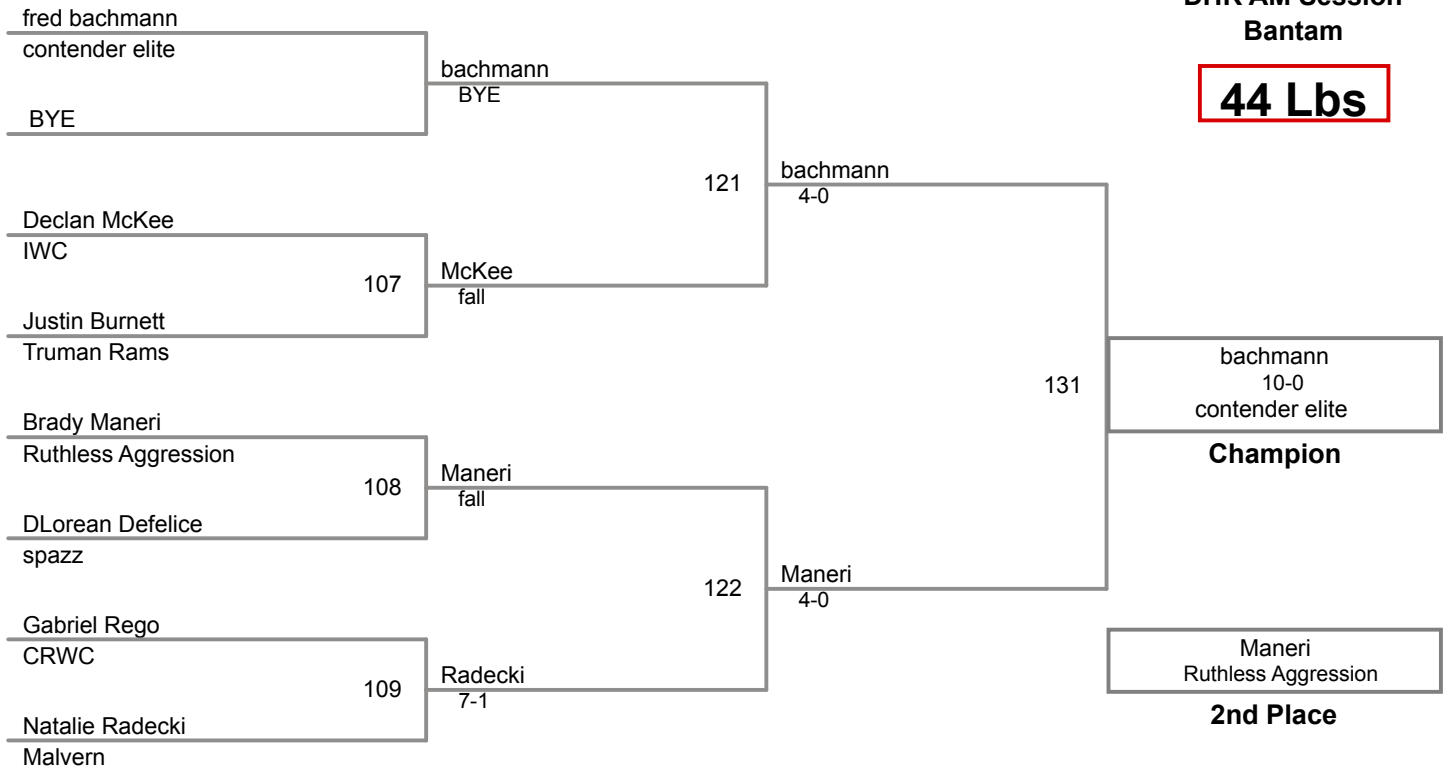 DHR AM Session
Bantam
44 Lbs
fred bachmann
contender elite
BYE
bachmann
BYE
121
bachmann
4-0
Declan McKee
IWC
107
McKee
fall
Justin Burnett
Truman Rams
131
bachmann
10-0
contender elite
Champion
Brady Maneri
Ruthless Aggression
108
Maneri
fall
DLorean Defelice
spazz
122
Maneri
4-0
Gabriel Rego
CRWC
109
Radecki
7-1
Natalie Radecki
Malvern
Maneri
Ruthless Aggression
2nd Place